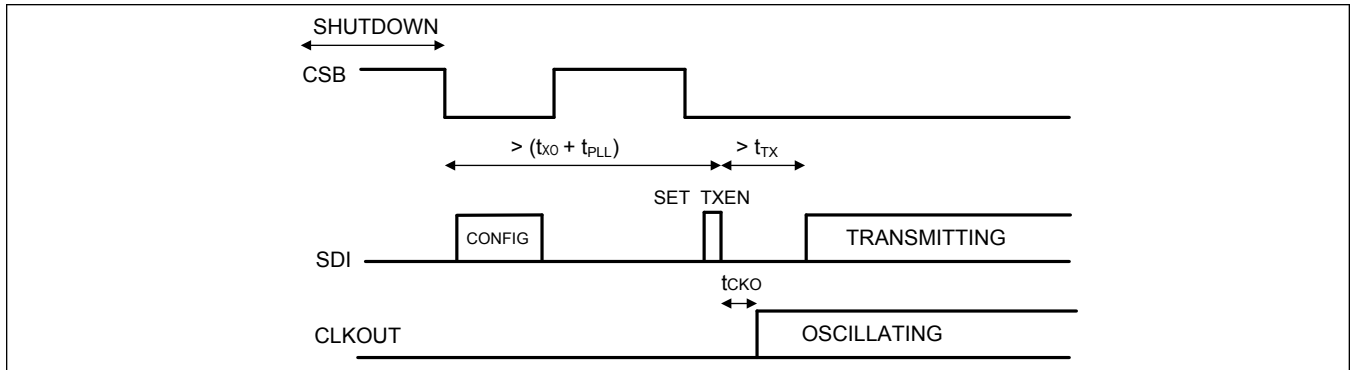 SHUTDOWN
CSB
> (tXO + tPLL)
> tTX
SET TXEN
CONFIG
TRANSMITTING
SDI
tCKO
CLKOUT
OSCILLATING